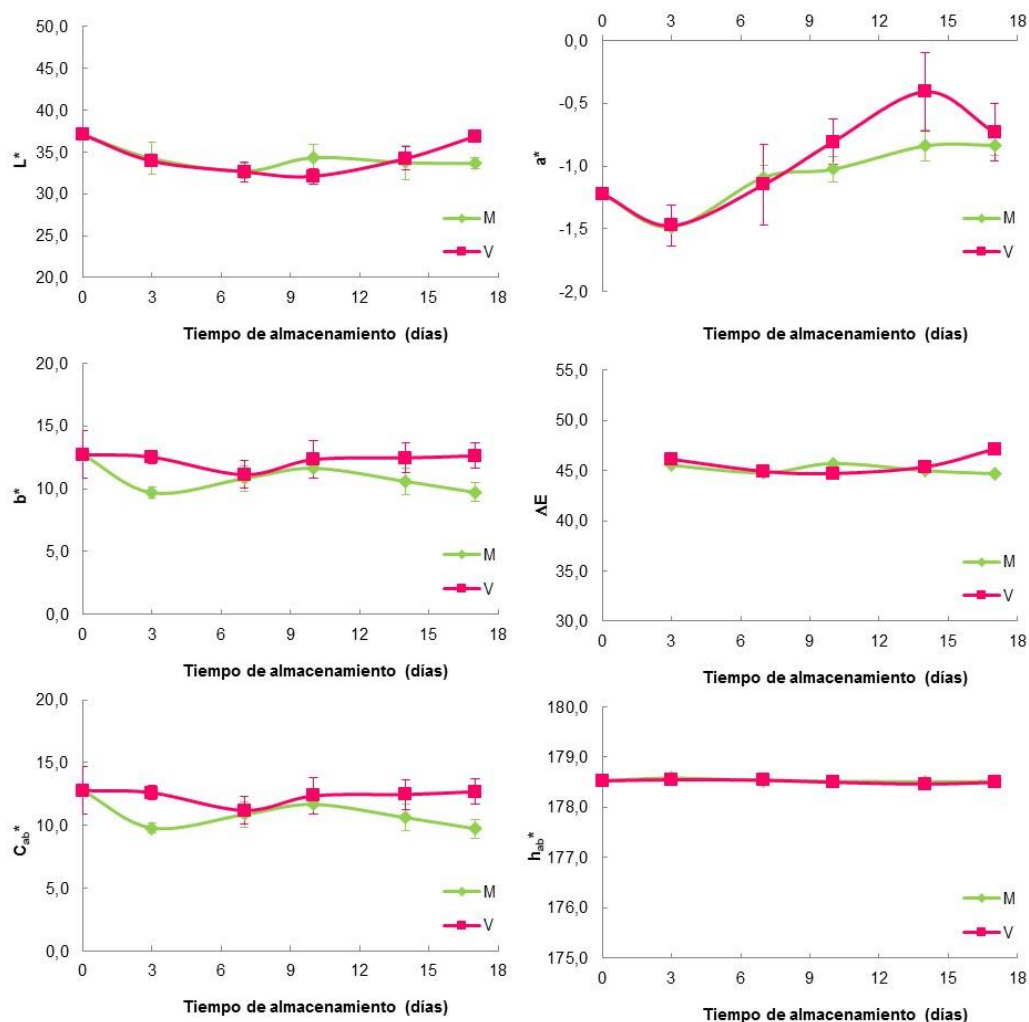 50,0
45,0
40,0
35,0
30,0
25,0
20,0
L*
0 3 6 9 12 15 18
Tiempo de almacenamiento (días)
M
V
0 3 6 9 12 15 18
0,0
-0,5
-1,0
-1,5
-2,0
a*
M
V
Tiempo de almacenamiento (días)
20,0
15,0
10,0
5,0
0,0
b*
0 3 6 9 12 15 18
Tiempo de almacenamiento (días)
M
V
55,0
50,0
45,0
40,0
35,0
30,0
ΔE
0 3 6 9 12 15 18
Tiempo de almacenamiento (días)
M
V
20,0
15,0
10,0
5,0
0,0
Cab*
0 3 6 9 12 15 18
Tiempo de almacenamiento (días)
M
V
180,0
179,0
178,0
177,0
176,0
175,0
hab*
0 3 6 9 12 15 18
Tiempo de almacenamiento (días)
M
V